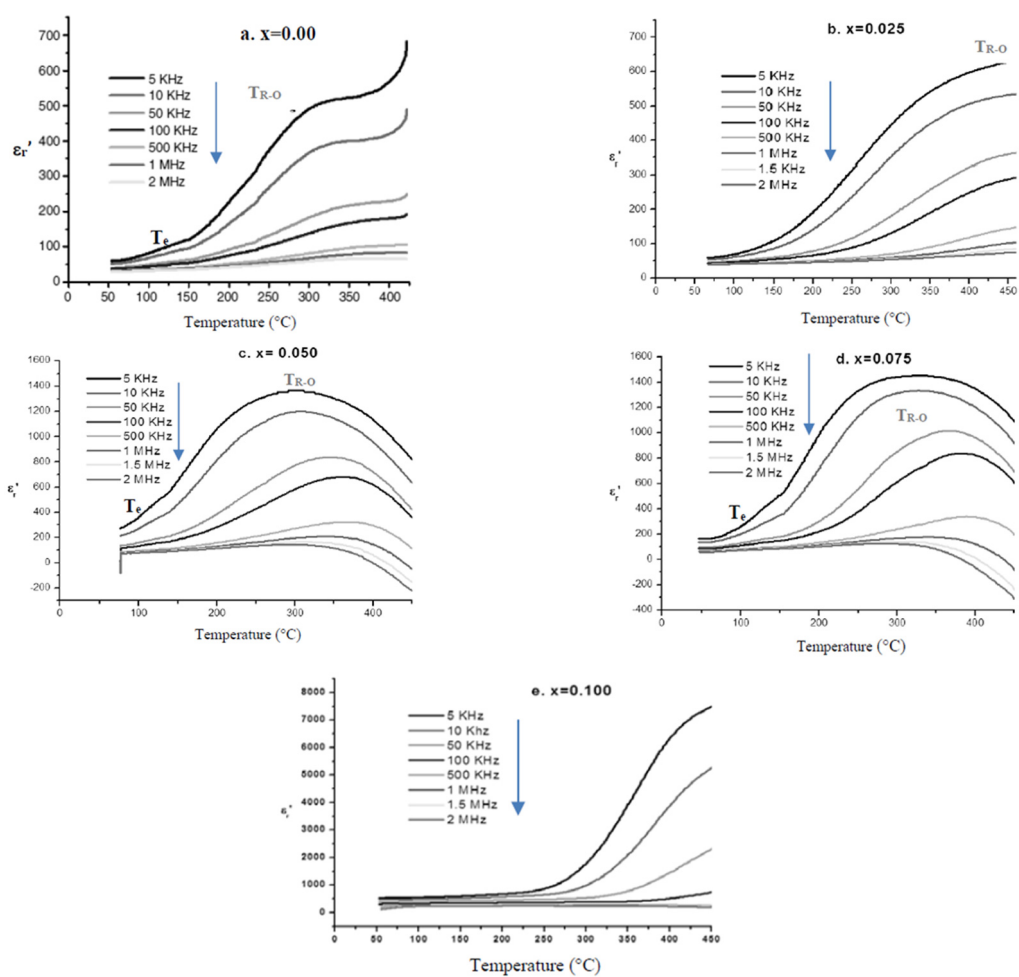 a. x=0.00
700
600
500
400
300
200
100
0
εr'
5 KHz
10 KHz
50 KHz
100 KHz
500 KHz
1 MHz
2 MHz
TR-O
Te
0 50 100 150 200 250 300 350 400
Temperature (°C)
b. x=0.025
700
600
500
400
300
200
100
0
εr'
5 KHz
10 KHz
50 KHz
100 KHz
500 KHz
1 MHz
1.5 KHz
2 MHz
TR-O
0 50 100 150 200 250 300 350 400 450
Temperature (°C)
c. x= 0.050
1600
1400
1200
1000
800
600
400
200
0
-200
εr'
5 KHz
10 KHz
50 KHz
100 KHz
500 KHz
1 MHz
1.5 MHz
2 MHz
TR-O
Te
0 100 200 300 400
Temperature (°C)
d. x=0.075
1600
1400
1200
1000
800
600
400
200
0
-200
-400
εr'
5 KHz
10 KHz
50 KHz
100 KHz
500 KHz
1 MHz
1.5 MHz
2 MHz
TR-O
Te
0 100 200 300 400
Temperature (°C)
e. x=0.100
8000
7000
6000
5000
4000
3000
2000
1000
0
εr'
5 KHz
10 Khz
50 KHz
100 KHz
500 KHz
1 MHz
1.5 MHz
2 MHz
0 50 100 150 200 250 300 350 400 450
Temperature (°C)